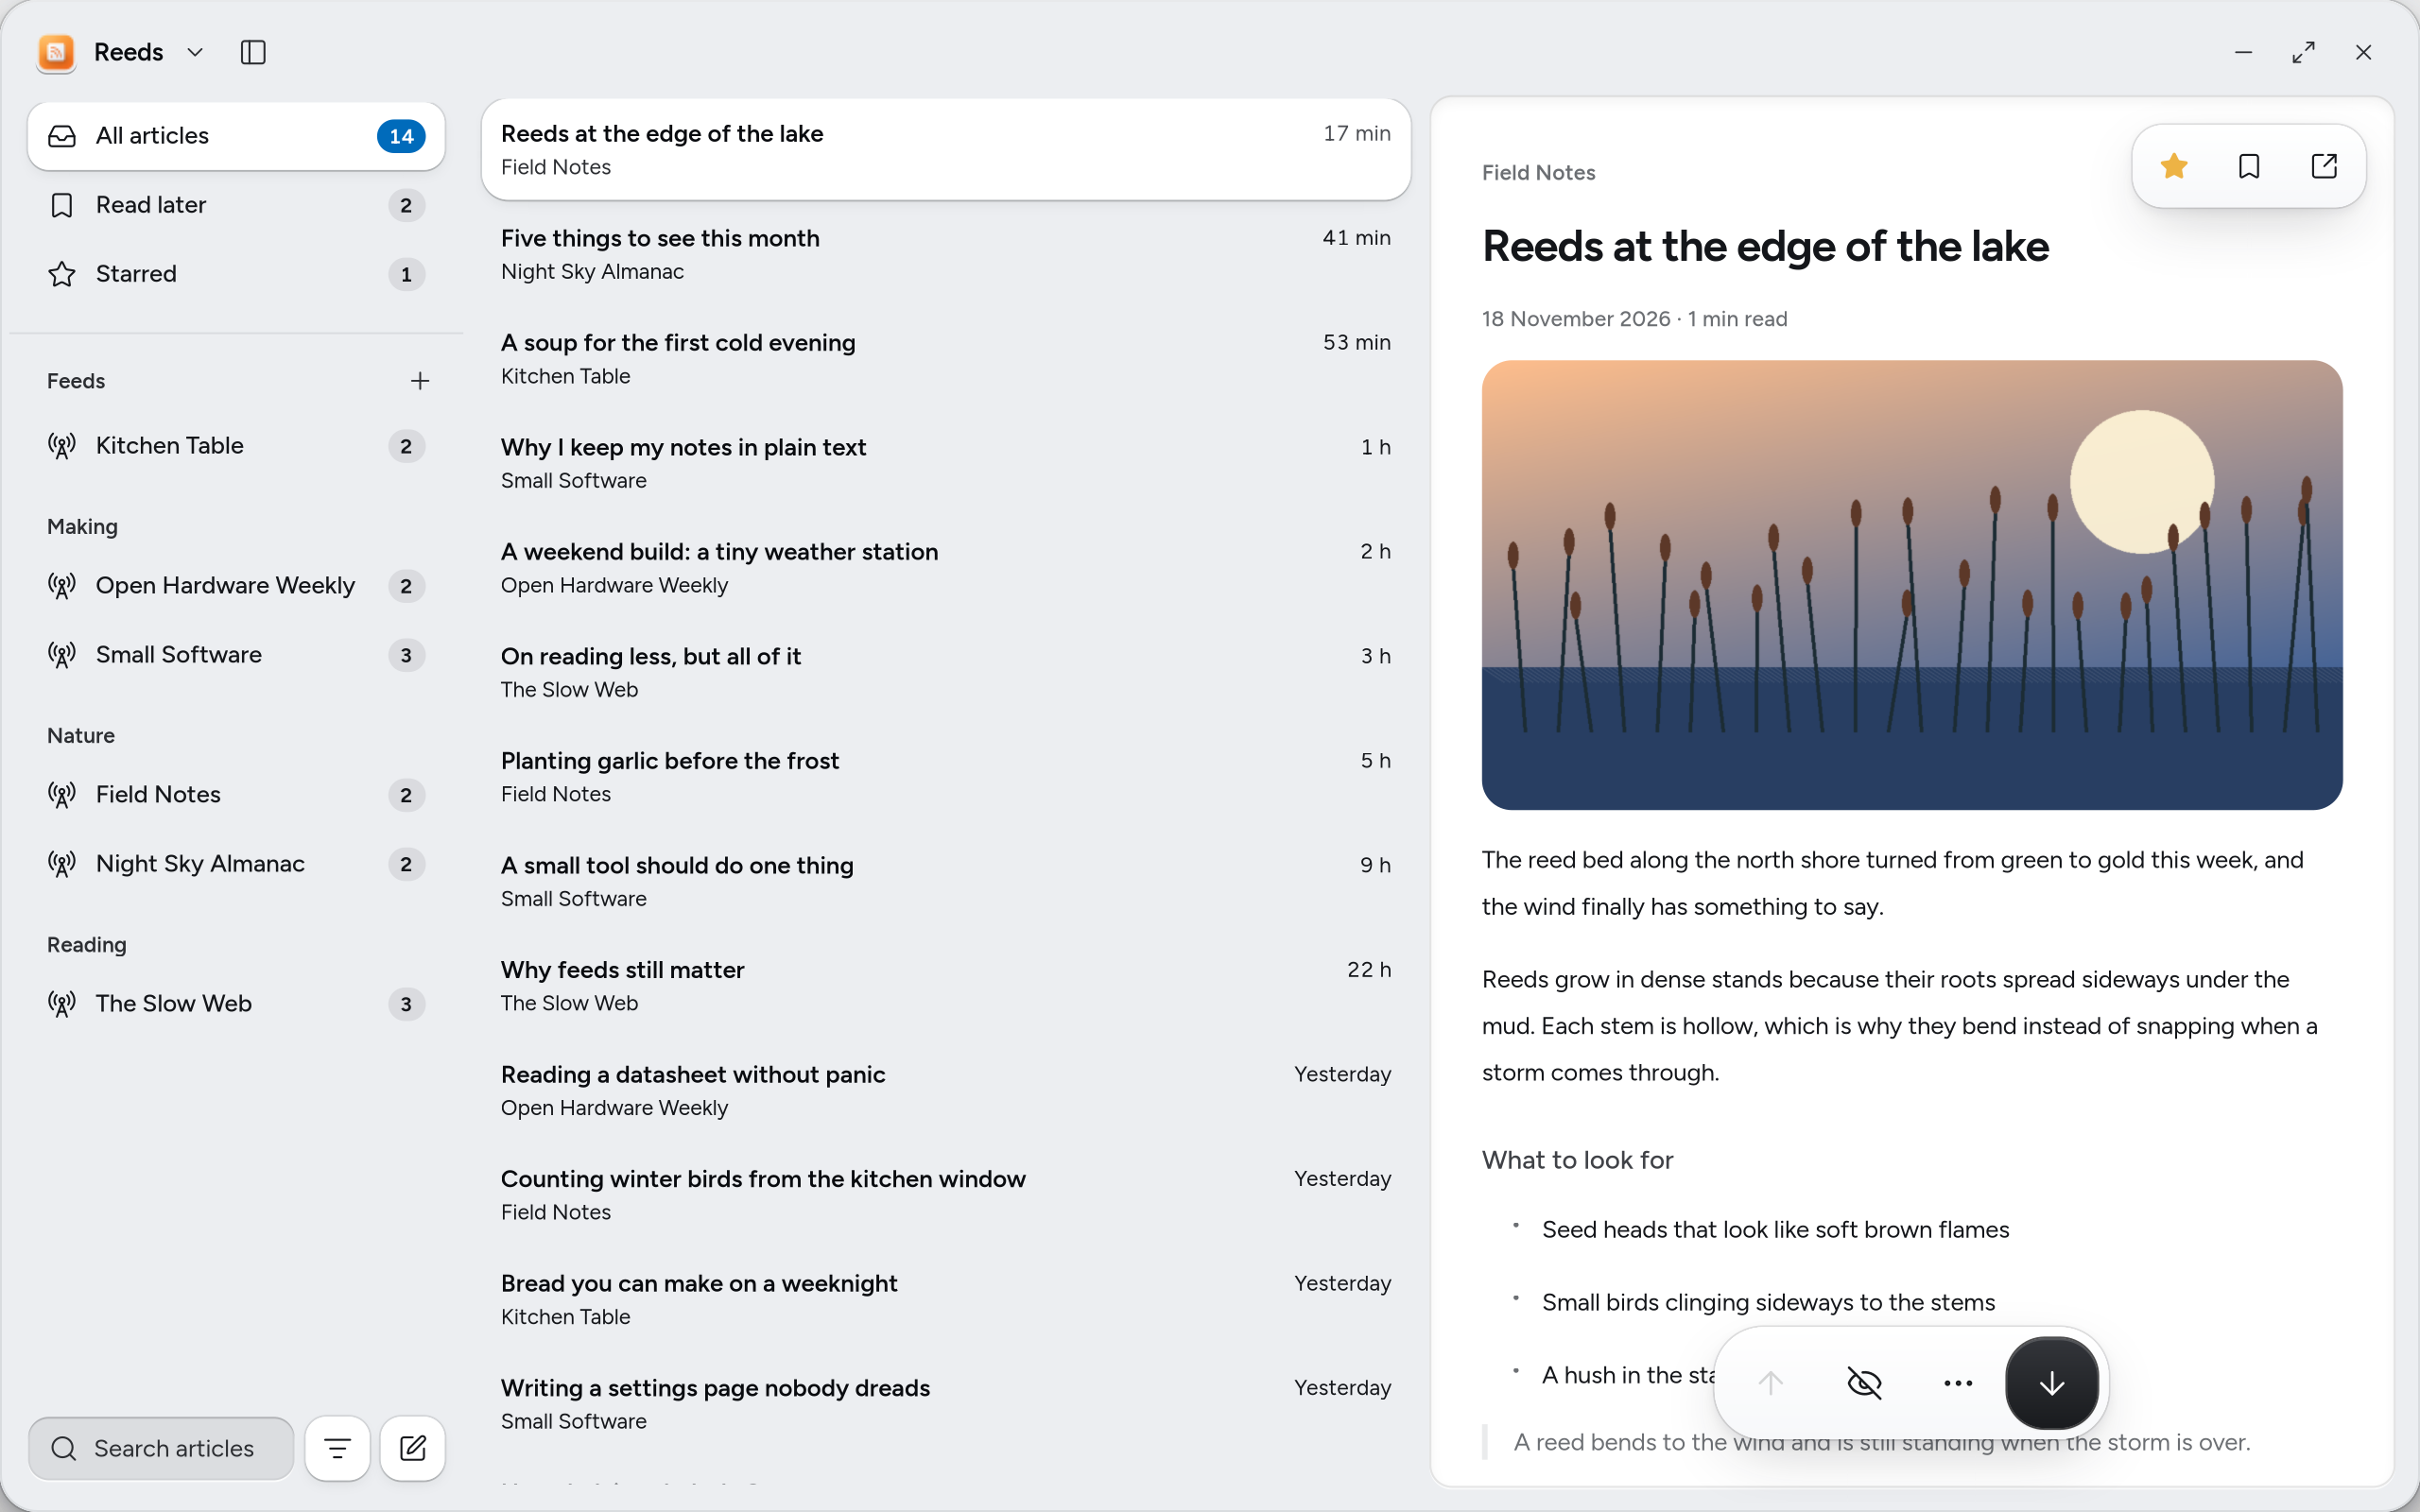 Reeds
All articles 14
Read later 2
Starred 1
Feeds
Kitchen Table 2
Making
Open Hardware Weekly 2
Small Software 3
Nature
Field Notes 2
Night Sky Almanac 2
Reading
The Slow Web 3
Search articles
Reeds at the edge of the lake 17 min
Field Notes
Five things to see this month 41 min
Night Sky Almanac
A soup for the first cold evening 53 min
Kitchen Table
Why I keep my notes in plain text 1 h
Small Software
A weekend build: a tiny weather station 2 h
Open Hardware Weekly
On reading less, but all of it 3 h
The Slow Web
Planting garlic before the frost 5 h
Field Notes
A small tool should do one thing 9 h
Small Software
Why feeds still matter 22 h
The Slow Web
Reading a datasheet without panic Yesterday
Open Hardware Weekly
Counting winter birds from the kitchen window Yesterday
Field Notes
Bread you can make on a weeknight Yesterday
Kitchen Table
Writing a settings page nobody dreads Yesterday
Small Software
Field Notes
Reeds at the edge of the lake
18 November 2026 · 1 min read
The reed bed along the north shore turned from green to gold this week, and
the wind finally has something to say.
Reeds grow in dense stands because their roots spread sideways under the
mud. Each stem is hollow, which is why they bend instead of snapping when a
storm comes through.
What to look for
• Seed heads that look like soft brown flames
• Small birds clinging sideways to the stems
• A hush in the
A reed bends to the wind and is still standing when the storm is over.